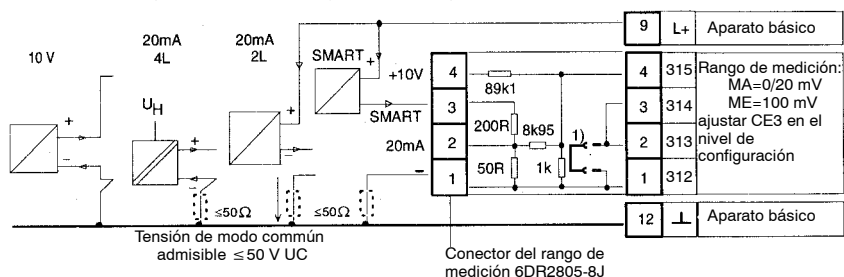 9 L+ Aparato básico
10 V
20mA
4L
20mA
2L
SMART
+10V
SMART
20mA
U_H
+
−
+
−
+
−
+
−
4
3
2
1
89k1
200R
8k95
50R
1k
1)
4 315
3 314
2 313
1 312
Rango de medición:
MA=0/20 mV
ME=100 mV
ajustar CE3 en el
nivel de
configuración
≤50Ω
≤50Ω
12 ⊥ Aparato básico
Tensión de modo commún
admisible ≤ 50 V UC
Conector del rango de
medición 6DR2805-8J